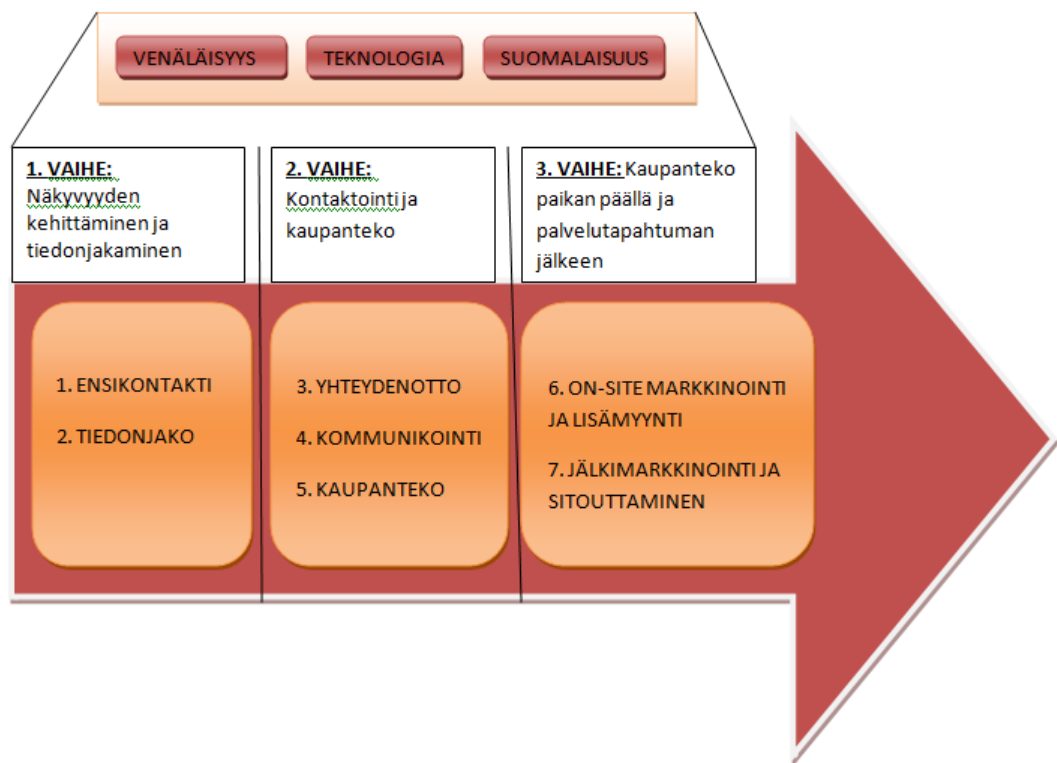 VENÄLÄISYYS
TEKNOLOGIA
SUOMALAISUUS
1. VAIHE:
Näkyvyyden
kehittäminen ja
tiedonjakaminen
2. VAIHE:
Kontaktointi ja
kaupanteko
3. VAIHE: Kaupanteko
paikan päällä ja
palvelutapahtuman
jälkeen
1. ENSIKONTAKTI
2. TIEDONJAKO
3. YHTEYDENOTTO
4. KOMMUNIKOINTI
5. KAUPANTEKO
6. ON-SITE MARKKINOINTI
JA LISÄMYYNTI
7. JÄLKIMARKKINOINTI JA
SITOUTTAMINEN